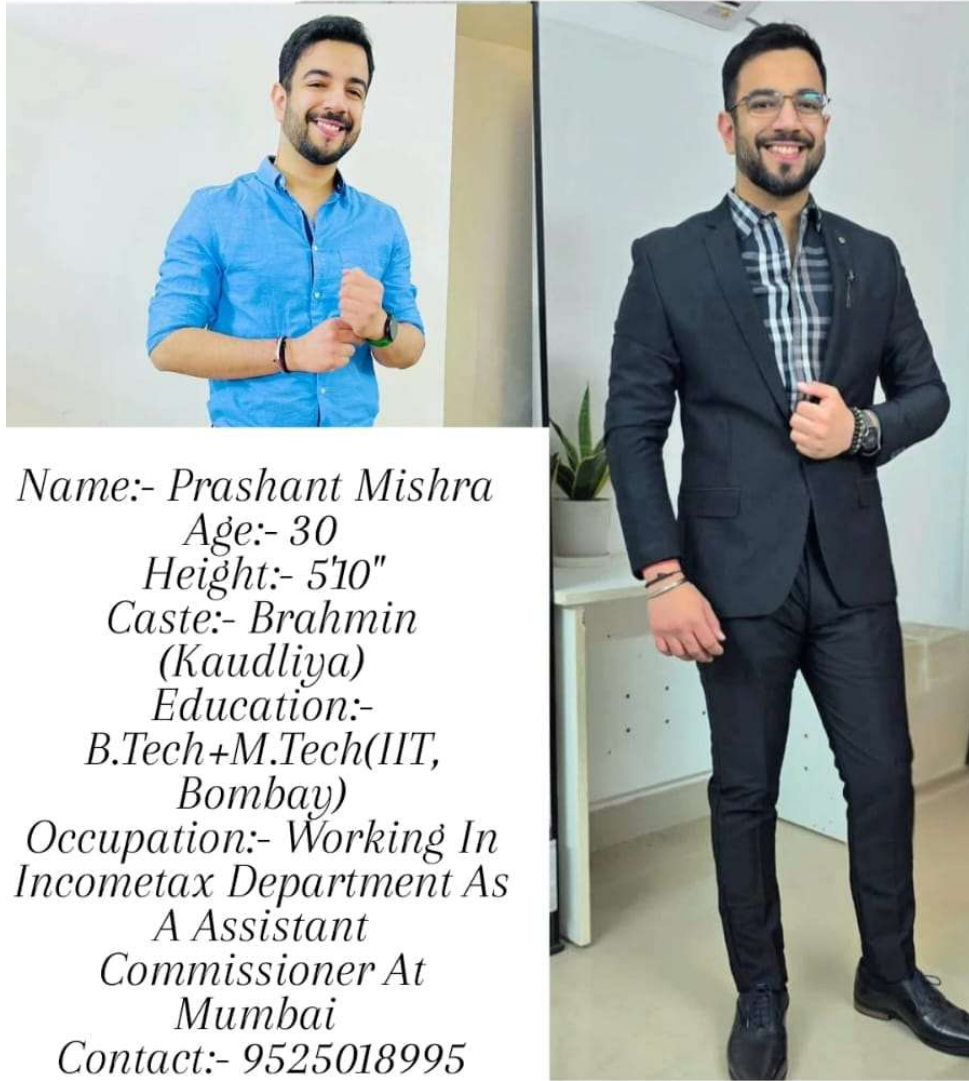 Name:- Prashant Mishra
Age:- 30
Height:- 5'10"
Caste:- Brahmin
(Kaudliya)
Education:-
B.Tech+M.Tech(IIT,
Bombay)
Occupation:- Working In
Incometax Department As
A Assistant
Commissioner At
Mumbai
Contact:- 9525018995